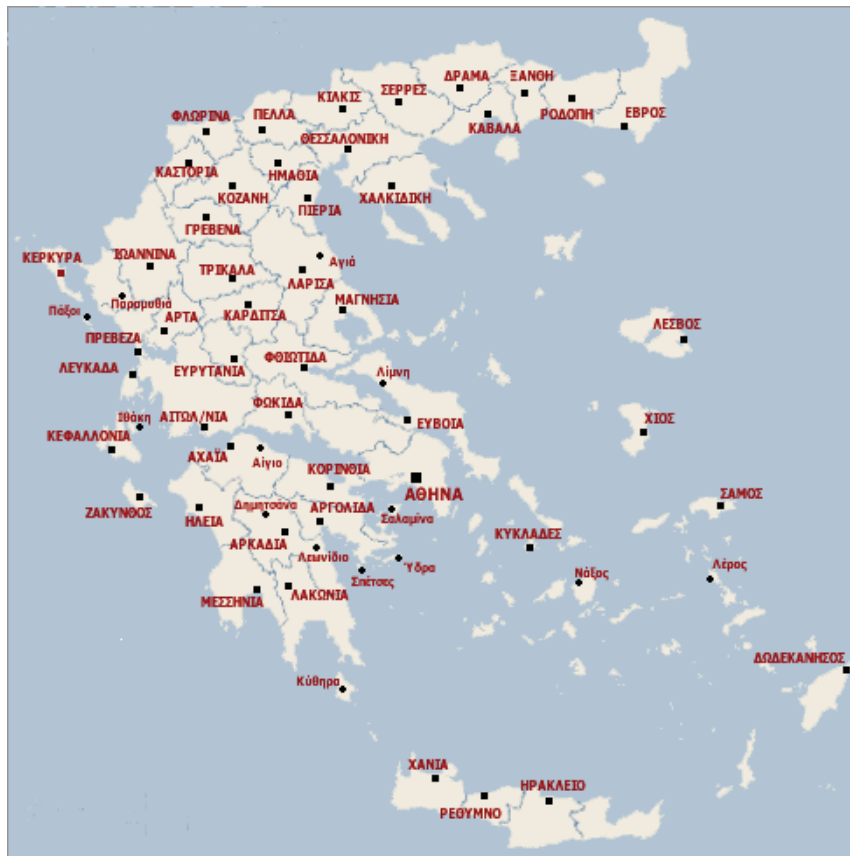 ΔΡΑΜΑ
ΞΑΝΘΗ
ΣΕΡΡΕΣ
ΚΙΛΚΙΣ
ΡΟΔΟΠΗ
ΕΒΡΟΣ
ΦΛΩΡΙΝΑ
ΠΕΛΛΑ
ΚΑΒΑΛΑ
ΘΕΣΣΑΛΟΝΙΚΗ
ΚΑΣΤΟΡΙΑ
ΗΜΑΘΙΑ
ΚΟΖΑΝΗ
ΧΑΛΚΙΔΙΚΗ
ΠΙΕΡΙΑ
ΓΡΕΒΕΝΑ
ΚΕΡΚΥΡΑ
ΙΩΑΝΝΙΝΑ
Αγιά
ΤΡΙΚΑΛΑ
ΛΑΡΙΣΑ
Παραμυθιά
ΜΑΓΝΗΣΙΑ
Πάξοι
ΑΡΤΑ
ΚΑΡΔΙΤΣΑ
ΛΕΣΒΟΣ
ΠΡΕΒΕΖΑ
ΦΘΙΩΤΙΔΑ
ΛΕΥΚΑΔΑ
ΕΥΡΥΤΑΝΙΑ
Λίμνη
ΦΩΚΙΔΑ
Ιθάκη
ΑΙΤΩΛ/ΝΙΑ
ΕΥΒΟΙΑ
ΧΙΟΣ
ΚΕΦΑΛΛΟΝΙΑ
ΑΧΑΪΑ
Αίγιο
ΚΟΡΙΝΘΙΑ
ΑΘΗΝΑ
ΣΑΜΟΣ
ΖΑΚΥΝΘΟΣ
Δημητσάνα
ΑΡΓΟΛΙΔΑ
ΗΛΕΙΑ
Σαλαμίνα
ΚΥΚΛΑΔΕΣ
ΑΡΚΑΔΙΑ
Λεωνίδιο
Ύδρα
Λέρος
Νάξος
Σπέτσες
ΜΕΣΣΗΝΙΑ
ΛΑΚΩΝΙΑ
ΔΩΔΕΚΑΝΗΣΟΣ
Κύθηρα
ΧΑΝΙΑ
ΗΡΑΚΛΕΙΟ
ΡΕΘΥΜΝΟ